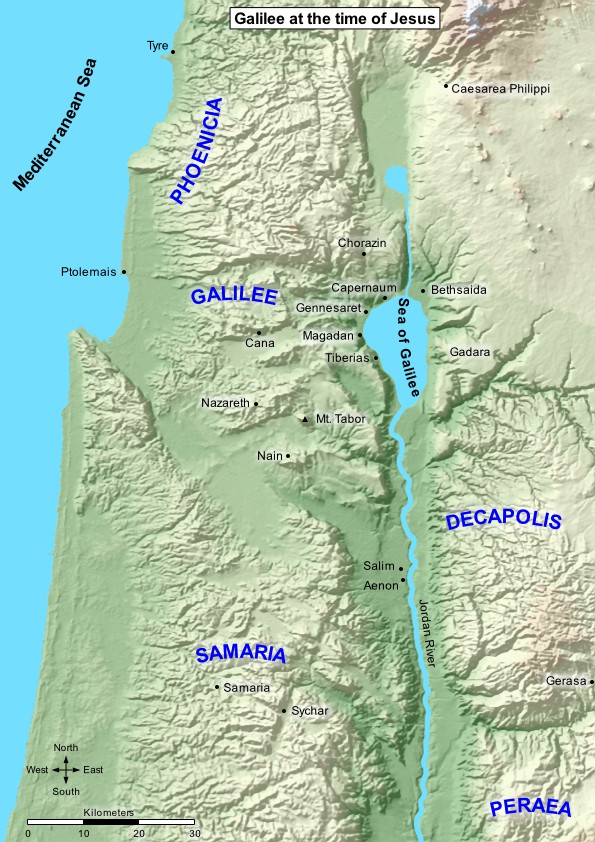 Galilee at the time of Jesus
Tyre
Caesarea Philippi
Mediterranean Sea
PHOENICIA
Chorazin
Ptolemais
GALILEE
Capernaum
Bethsaida
Gennesaret
Sea of Galilee
Cana
Magadan
Tiberias
Gadara
Nazareth
Mt. Tabor
Nain
DECAPOLIS
Salim
Aenon
Jordan River
SAMARIA
Samaria
Gerasa
Sychar
North
West
East
South
PERAEA
Kilometers
0 10 20 30